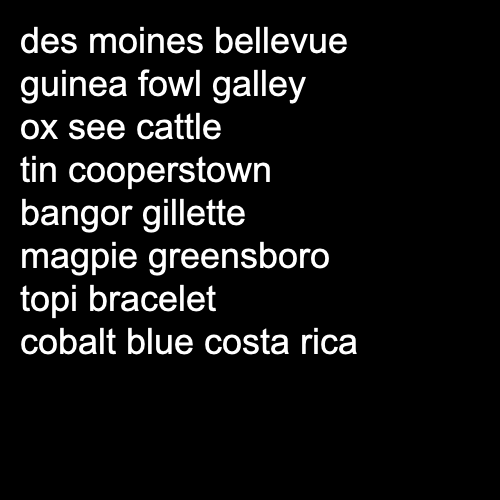 des moines bellevue
guinea fowl galley
ox see cattle
tin cooperstown
bangor gillette
magpie greensboro
topi bracelet
cobalt blue costa rica